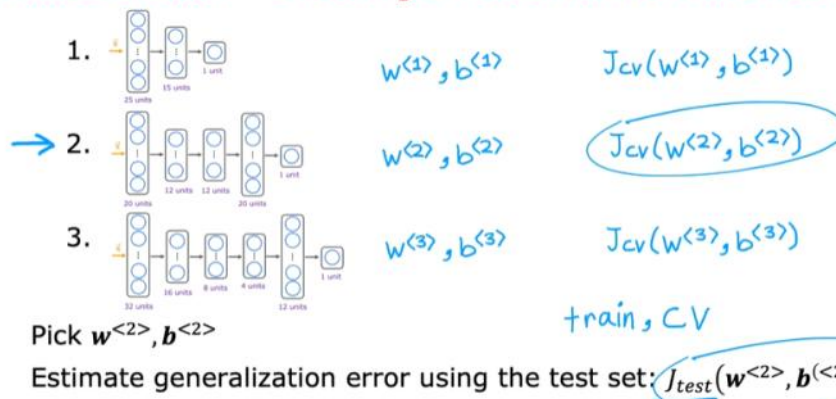 1.
25 units 15 units 1 unit
w<1>, b<1> Jcv(w<1>, b<1>)
→ 2.
20 units 12 units 12 units 20 units 1 unit
w<2>, b<2> Jcv(w<2>, b<2>)
3.
32 units 16 units 8 units 4 units 12 units 1 unit
w<3>, b<3> Jcv(w<3>, b<3>)
train, CV
Pick w<2>, b<2>
Estimate generalization error using the test set: Jtest(w<2>, b(<2